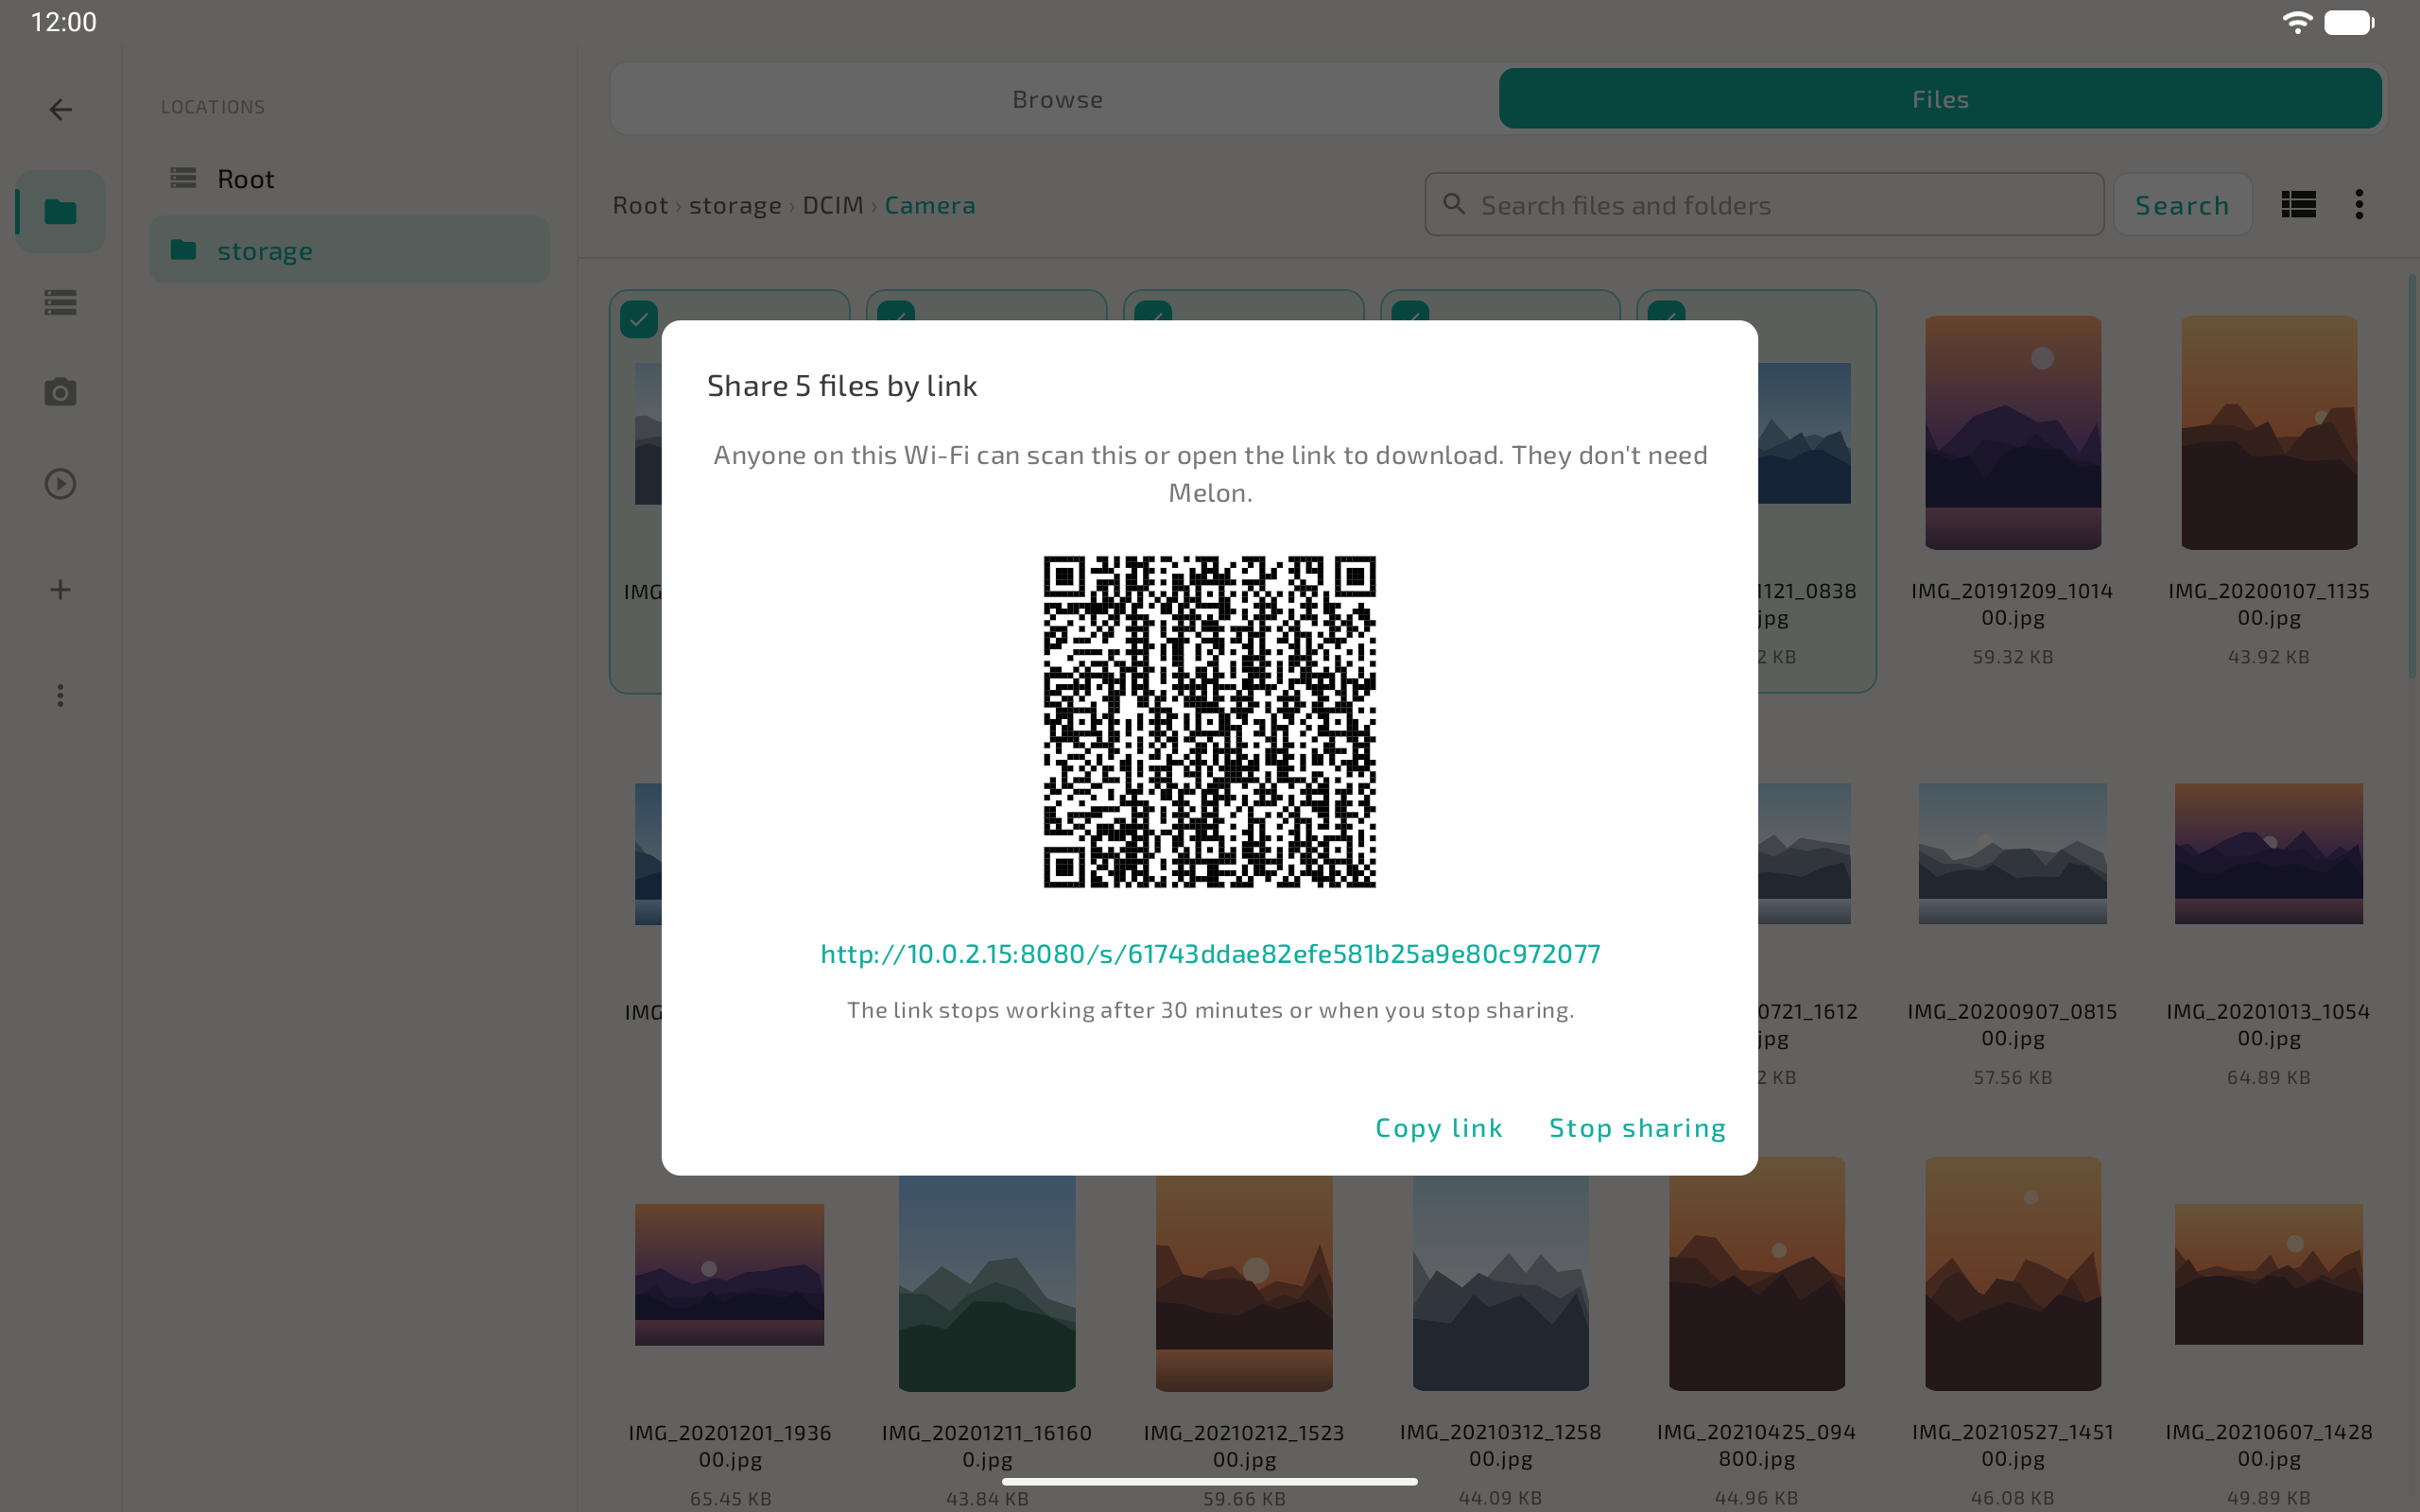 12:00
LOCATIONS
Root
storage
Browse
Files
Root › storage › DCIM › Camera
Search files and folders
Search
Share 5 files by link
Anyone on this Wi-Fi can scan this or open the link to download. They don't need
Melon.
http://10.0.2.15:8080/s/61743ddae82efe581b25a9e80c972077
The link stops working after 30 minutes or when you stop sharing.
Copy link
Stop sharing
IMG
1121_0838
jpg
2 KB
IMG_20191209_1014
00.jpg
59.32 KB
IMG_20200107_1135
00.jpg
43.92 KB
IMG
0721_1612
jpg
2 KB
IMG_20200907_0815
00.jpg
57.56 KB
IMG_20201013_1054
00.jpg
64.89 KB
IMG_20201201_1936
00.jpg
65.45 KB
IMG_20201211_16160
0.jpg
43.84 KB
IMG_20210212_1523
00.jpg
59.66 KB
IMG_20210312_1258
00.jpg
44.09 KB
IMG_20210425_094
800.jpg
44.96 KB
IMG_20210527_1451
00.jpg
46.08 KB
IMG_20210607_1428
00.jpg
49.89 KB